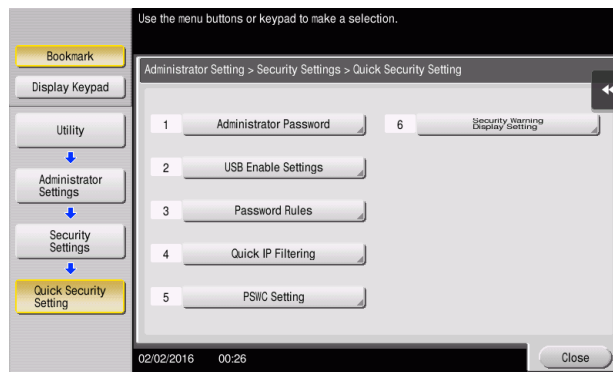 Use the menu buttons or keypad to make a selection.
Bookmark
Display Keypad
Utility
Administrator
Settings
Security
Settings
Quick Security
Setting
Administrator Setting > Security Settings > Quick Security Setting
1 Administrator Password
2 USB Enable Settings
3 Password Rules
4 Quick IP Filtering
5 PSWC Setting
6 Security Warning
Display Setting
02/02/2016 00:26
Close